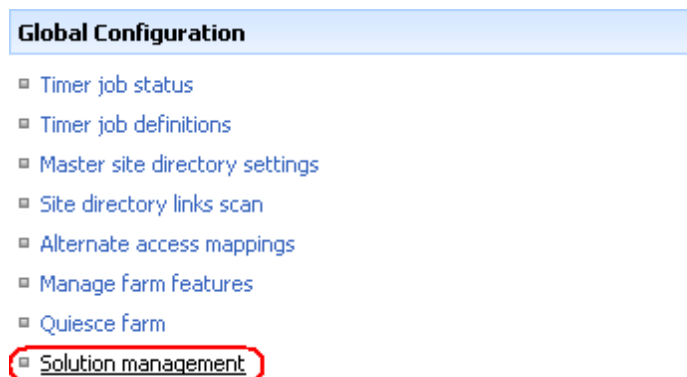 Global Configuration
Timer job status
Timer job definitions
Master site directory settings
Site directory links scan
Alternate access mappings
Manage farm features
Quiesce farm
Solution management